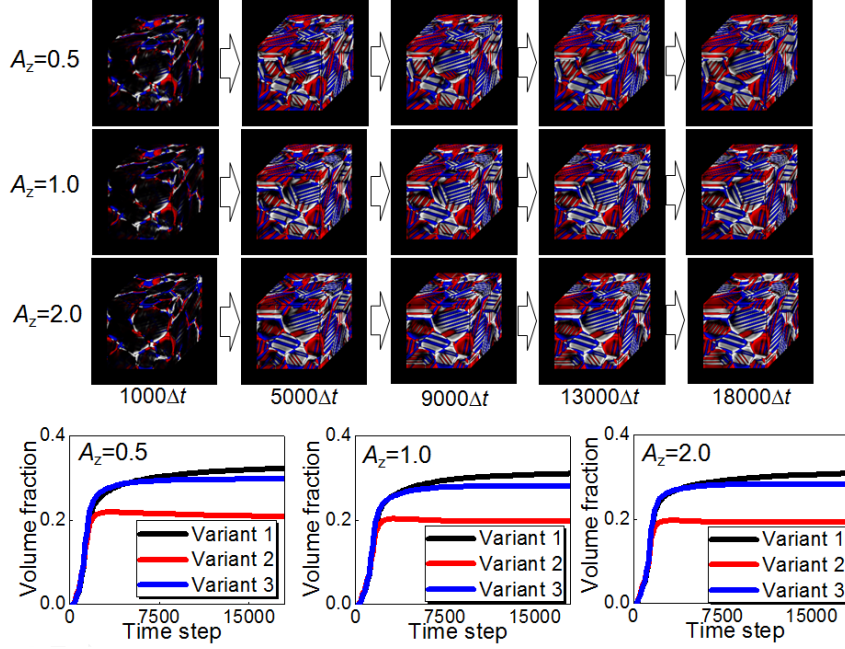 A_z=0.5
A_z=1.0
A_z=2.0
1000Δt
5000Δt
9000Δt
13000Δt
18000Δt
Volume fraction
0.4
0.2
0.0
A_z=0.5
Variant 1
Variant 2
Variant 3
0
7500
15000
Time step
Volume fraction
0.4
0.2
0.0
A_z=1.0
Variant 1
Variant 2
Variant 3
0
7500
15000
Time step
Volume fraction
0.4
0.2
0.0
A_z=2.0
Variant 1
Variant 2
Variant 3
0
7500
15000
Time step